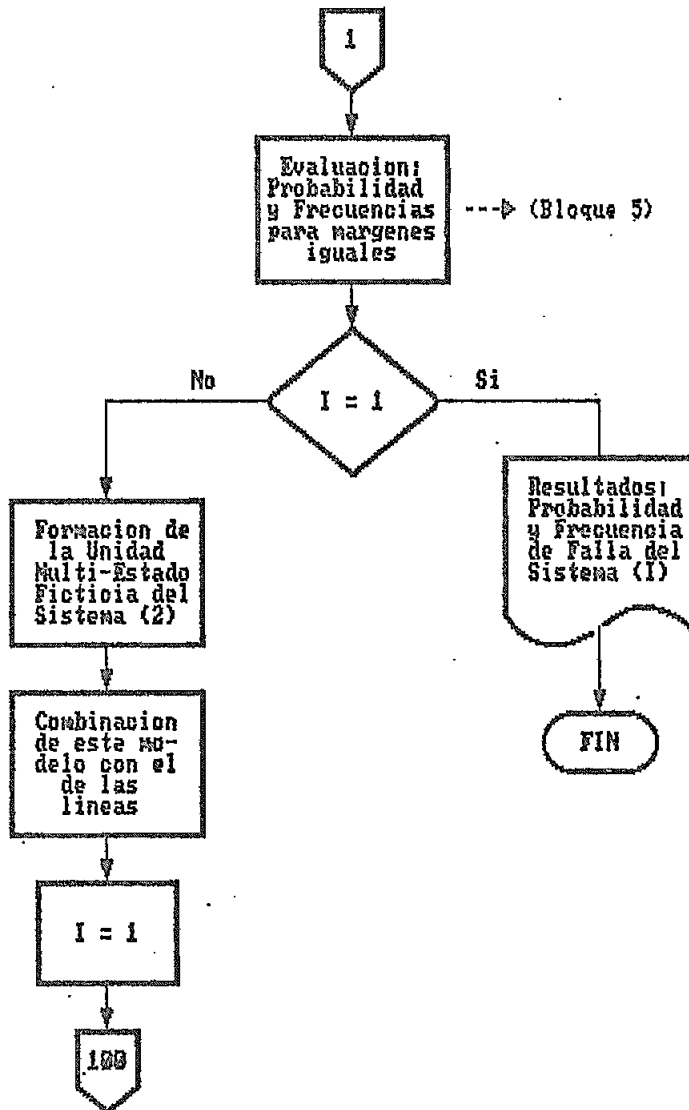 1
Evaluacion:
Probabilidad
y Frecuencias
para margenes
iguales
(Bloque 5)
No
I = 1
Si
Formacion de
la Unidad
Multi-Estado
Ficticia del
Sistema (2)
Resultados:
Probabilidad
y Frecuencia
de Falla del
Sistema (1)
Combinacion
de este mo-
delo con el
de las
lineas
FIN
I = 1
100